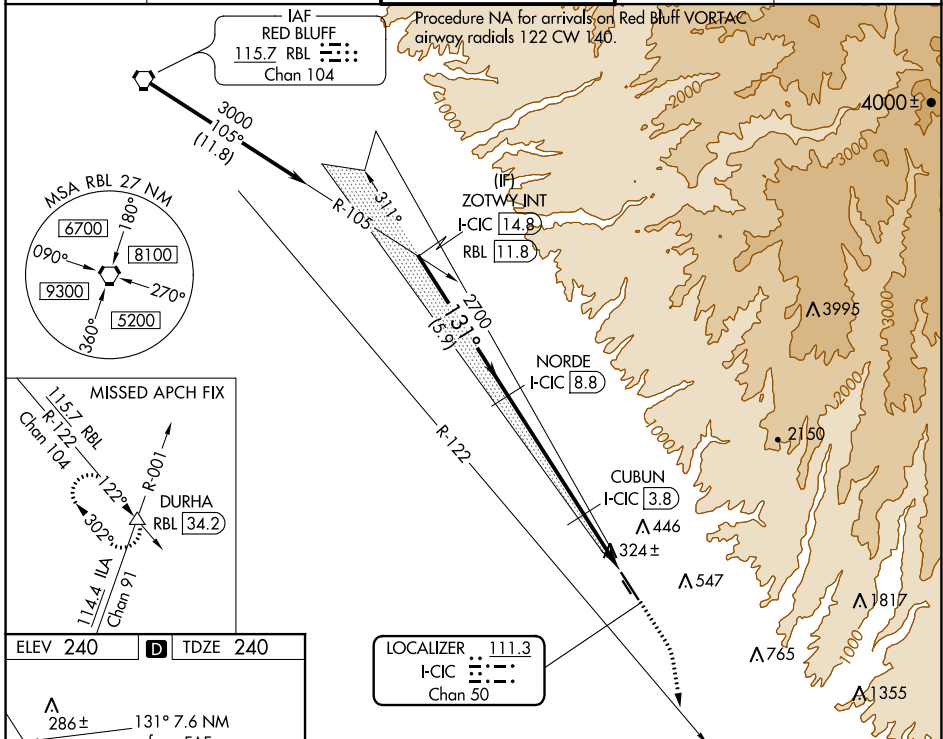 IAF
RED BLUFF
115.7 RBL
Chan 104
Procedure NA for arrivals on Red Bluff VORTAC
airway radials 122 CW 140.
3000
105°
(11.8)
2000
4000±
3000
1000
MSA RBL 27 NM
6700
180°
8100
090°
270°
9300
5200
360°
R-105
311°
(IF)
ZOTWY INT
I-CIC 14.8
RBL 11.8
2700
131°
(5.9)
3995
3000
2000
NORDE
I-CIC 8.8
R-122
1000
2150
MISSED APCH FIX
115.7 RBL
R-122
Chan 104
R-001
122°
DURHA
RBL 34.2
302°
114.4 ILA
Chan 91
CUBUN
I-CIC 3.8
446
324±
547
1817
1000
765
1355
LOCALIZER 111.3
I-CIC
Chan 50
ELEV 240 D TDZE 240
286±
131° 7.6 NM
from FAF